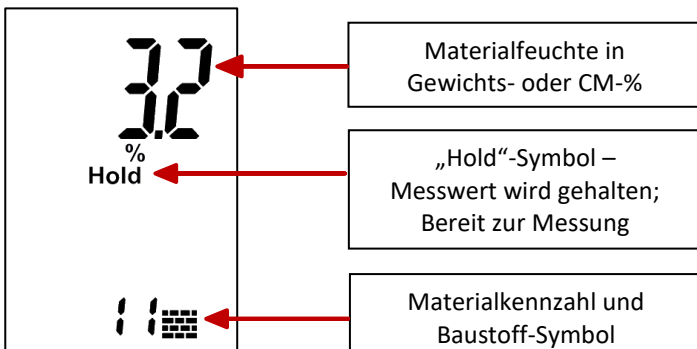 3.2
Materialfeuchte in
Gewichts- oder CM-%
%
Hold
„Hold“-Symbol –
Messwert wird gehalten;
Bereit zur Messung
11
Materialkennzahl und
Baustoff-Symbol